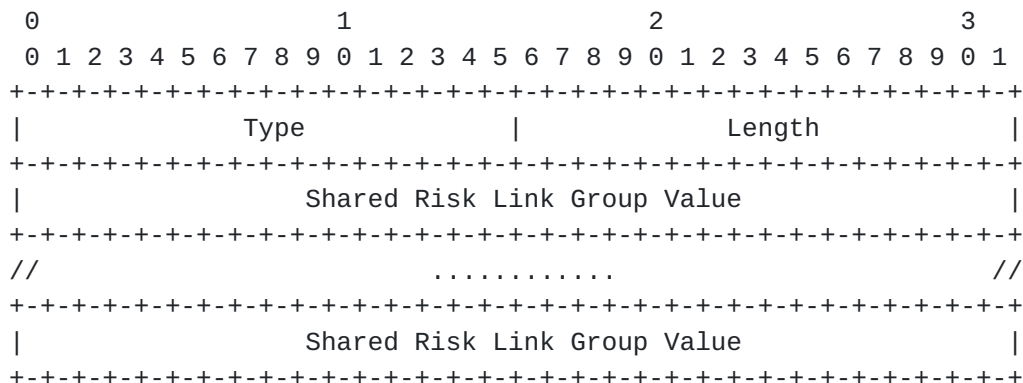 0                   1                   2                   3
 0 1 2 3 4 5 6 7 8 9 0 1 2 3 4 5 6 7 8 9 0 1 2 3 4 5 6 7 8 9 0 1
+-+-+-+-+-+-+-+-+-+-+-+-+-+-+-+-+-+-+-+-+-+-+-+-+-+-+-+-+-+-+-+-+
|              Type             |             Length            |
+-+-+-+-+-+-+-+-+-+-+-+-+-+-+-+-+-+-+-+-+-+-+-+-+-+-+-+-+-+-+-+-+
|                  Shared Risk Link Group Value                 |
+-+-+-+-+-+-+-+-+-+-+-+-+-+-+-+-+-+-+-+-+-+-+-+-+-+-+-+-+-+-+-+-+
//                         ............                        //
+-+-+-+-+-+-+-+-+-+-+-+-+-+-+-+-+-+-+-+-+-+-+-+-+-+-+-+-+-+-+-+-+
|                  Shared Risk Link Group Value                 |
+-+-+-+-+-+-+-+-+-+-+-+-+-+-+-+-+-+-+-+-+-+-+-+-+-+-+-+-+-+-+-+-+